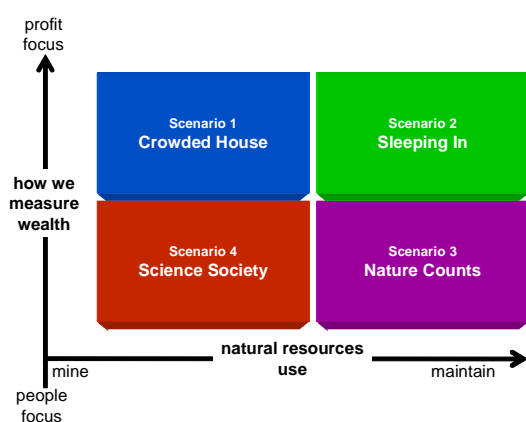 profit
focus
Scenario 1
Crowded House
Scenario 2
Sleeping In
how we
measure
wealth
Scenario 4
Science Society
Scenario 3
Nature Counts
natural resources
use
mine
maintain
people
focus